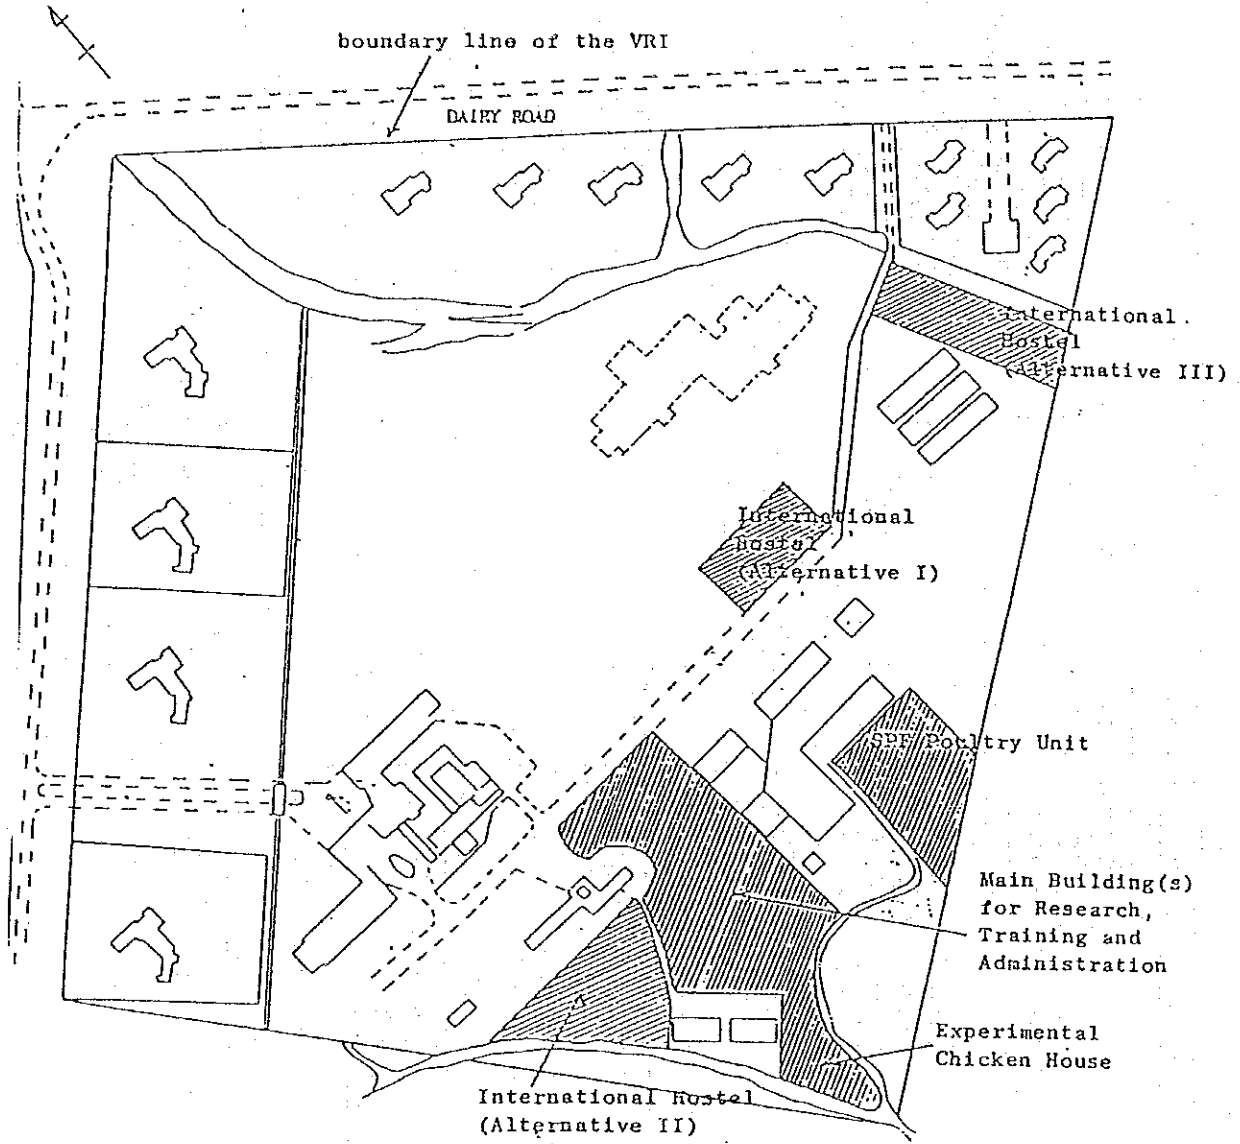 boundary line of the VRI
DAIRY ROAD
International.
Hostel
(Alternative III)
International
Hostel
(Alternative I)
SPF Poultry Unit
Main Building(s)
for Research,
Training and
Administration
Experimental
Chicken House
International Hostel
(Alternative II)